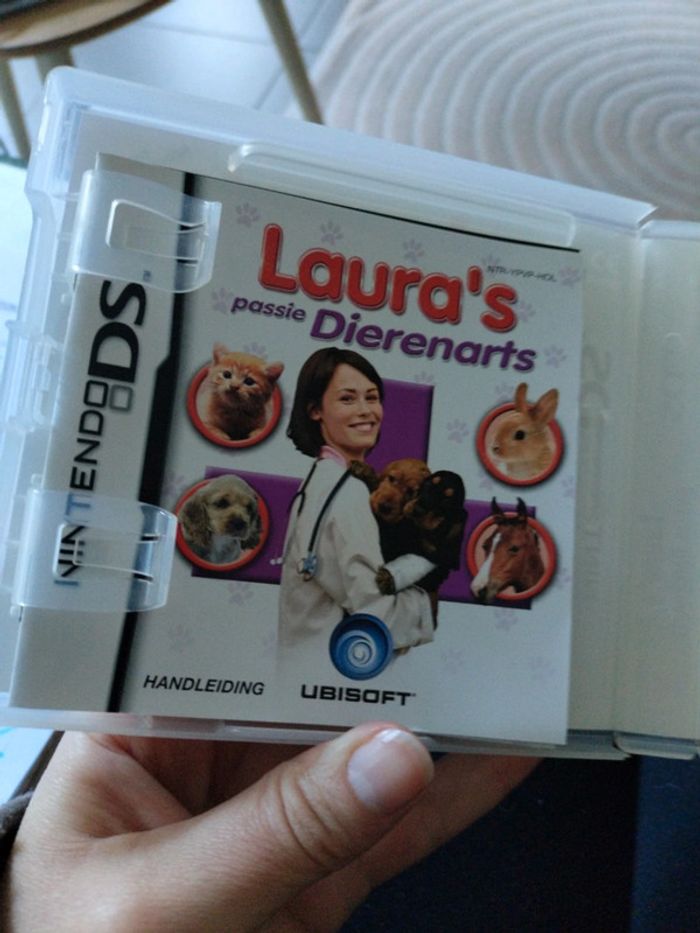 NINTENDO DS
Laura's
NTR-YPVP-HOL
passie Dierenarts
HANDLEIDING
UBISOFT